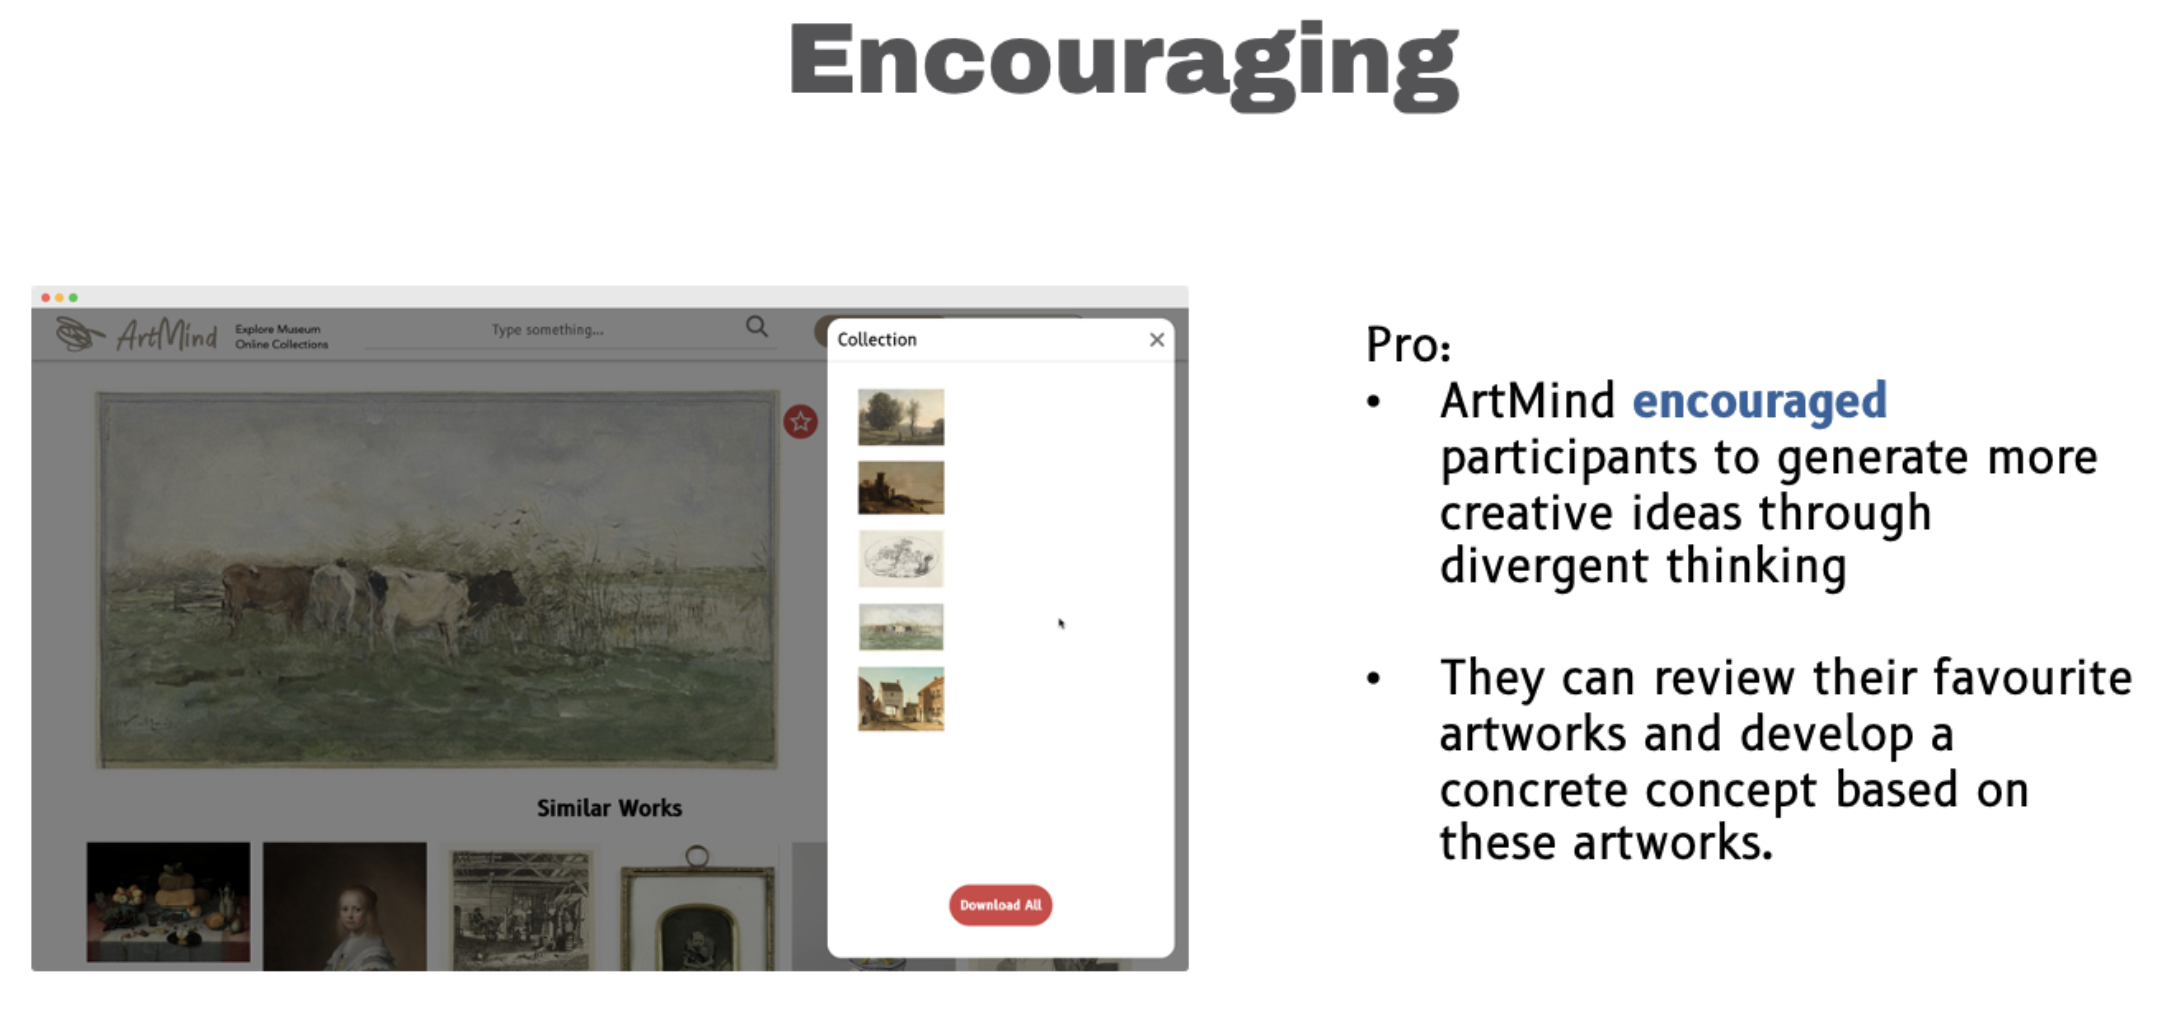 Encouraging
ArtMind
Explore Museum
Online Collections
Type something...
Collection
Similar Works
Download All
Pro:
• ArtMind encouraged
participants to generate more
creative ideas through
divergent thinking
• They can review their favourite
artworks and develop a
concrete concept based on
these artworks.